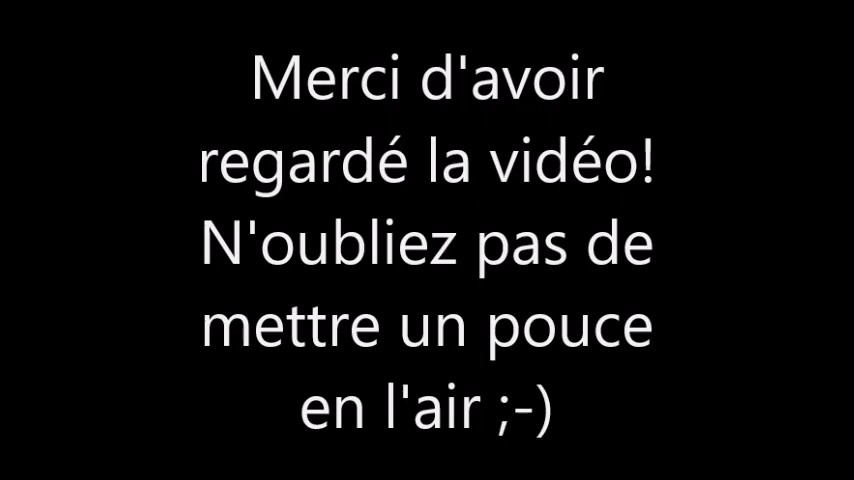 Merci d'avoir
regardé la vidéo!
N'oubliez pas de
mettre un pouce
en l'air ;-)